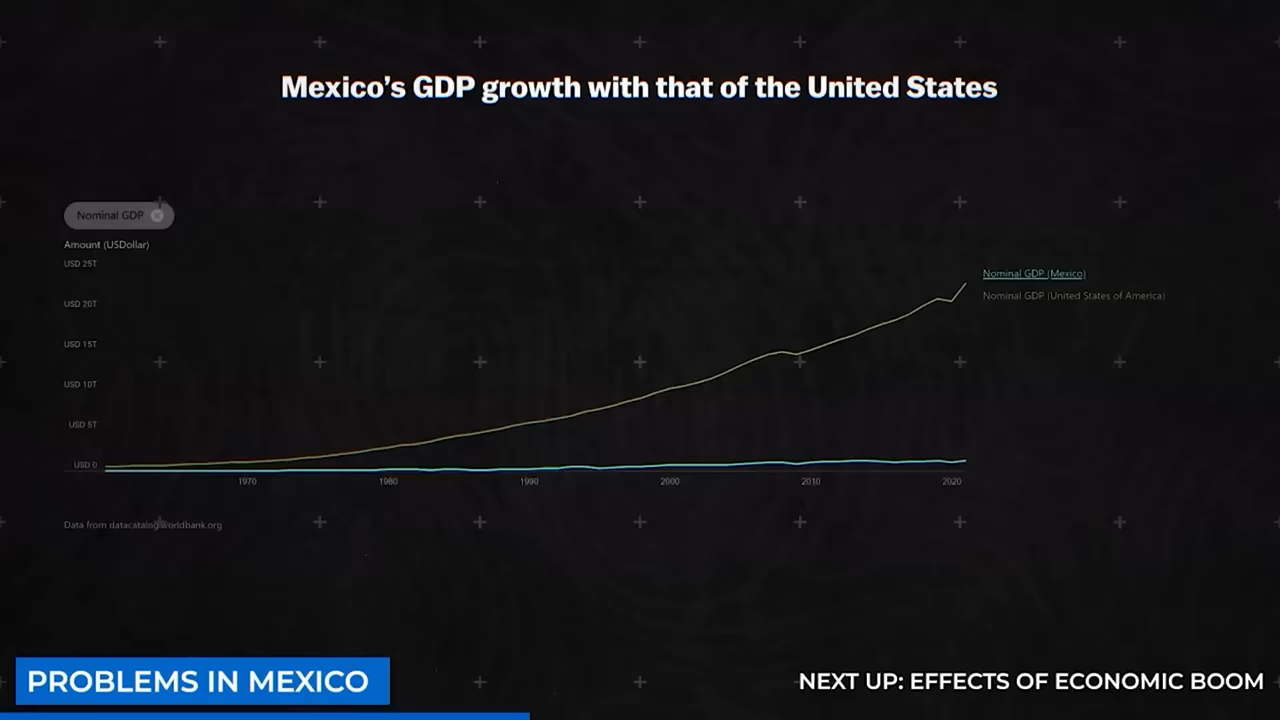 Mexico’s GDP growth with that of the United States
Nominal GDP
Amount (USDollar)
USD 25T
Nominal GDP (Mexico)
Nominal GDP (United States of America)
USD 20T
USD 15T
USD 10T
USD 5T
USD 0
1970 1980 1990 2000 2010 2020
Data from datacatalog.worldbank.org
PROBLEMS IN MEXICO
NEXT UP: EFFECTS OF ECONOMIC BOOM